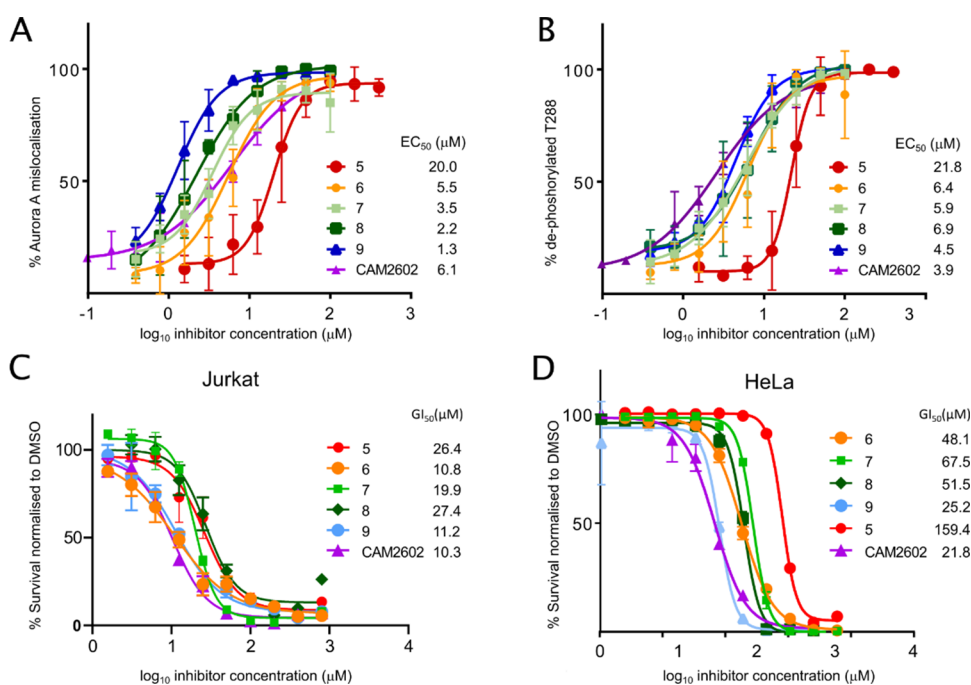 A
% Aurora A mislocalisation
100
50
-1 0 1 2 3
log10 inhibitor concentration (µM)
EC50 (µM)
5 20.0
6 5.5
7 3.5
8 2.2
9 1.3
CAM2602 6.1
B
% de-phosphorylated T288
100
50
-1 0 1 2 3
log10 inhibitor concentration (µM)
EC50 (µM)
5 21.8
6 6.4
7 5.9
8 6.9
9 4.5
CAM2602 3.9
C
Jurkat
% Survival normalised to DMSO
100
50
0
0 1 2 3 4
log10 inhibitor concentration (µM)
GI50(µM)
5 26.4
6 10.8
7 19.9
8 27.4
9 11.2
CAM2602 10.3
D
HeLa
% Survival normalised to DMSO
100
50
0 1 2 3 4
log10 inhibitor concentration (µM)
GI50(µM)
6 48.1
7 67.5
8 51.5
9 25.2
5 159.4
CAM2602 21.8